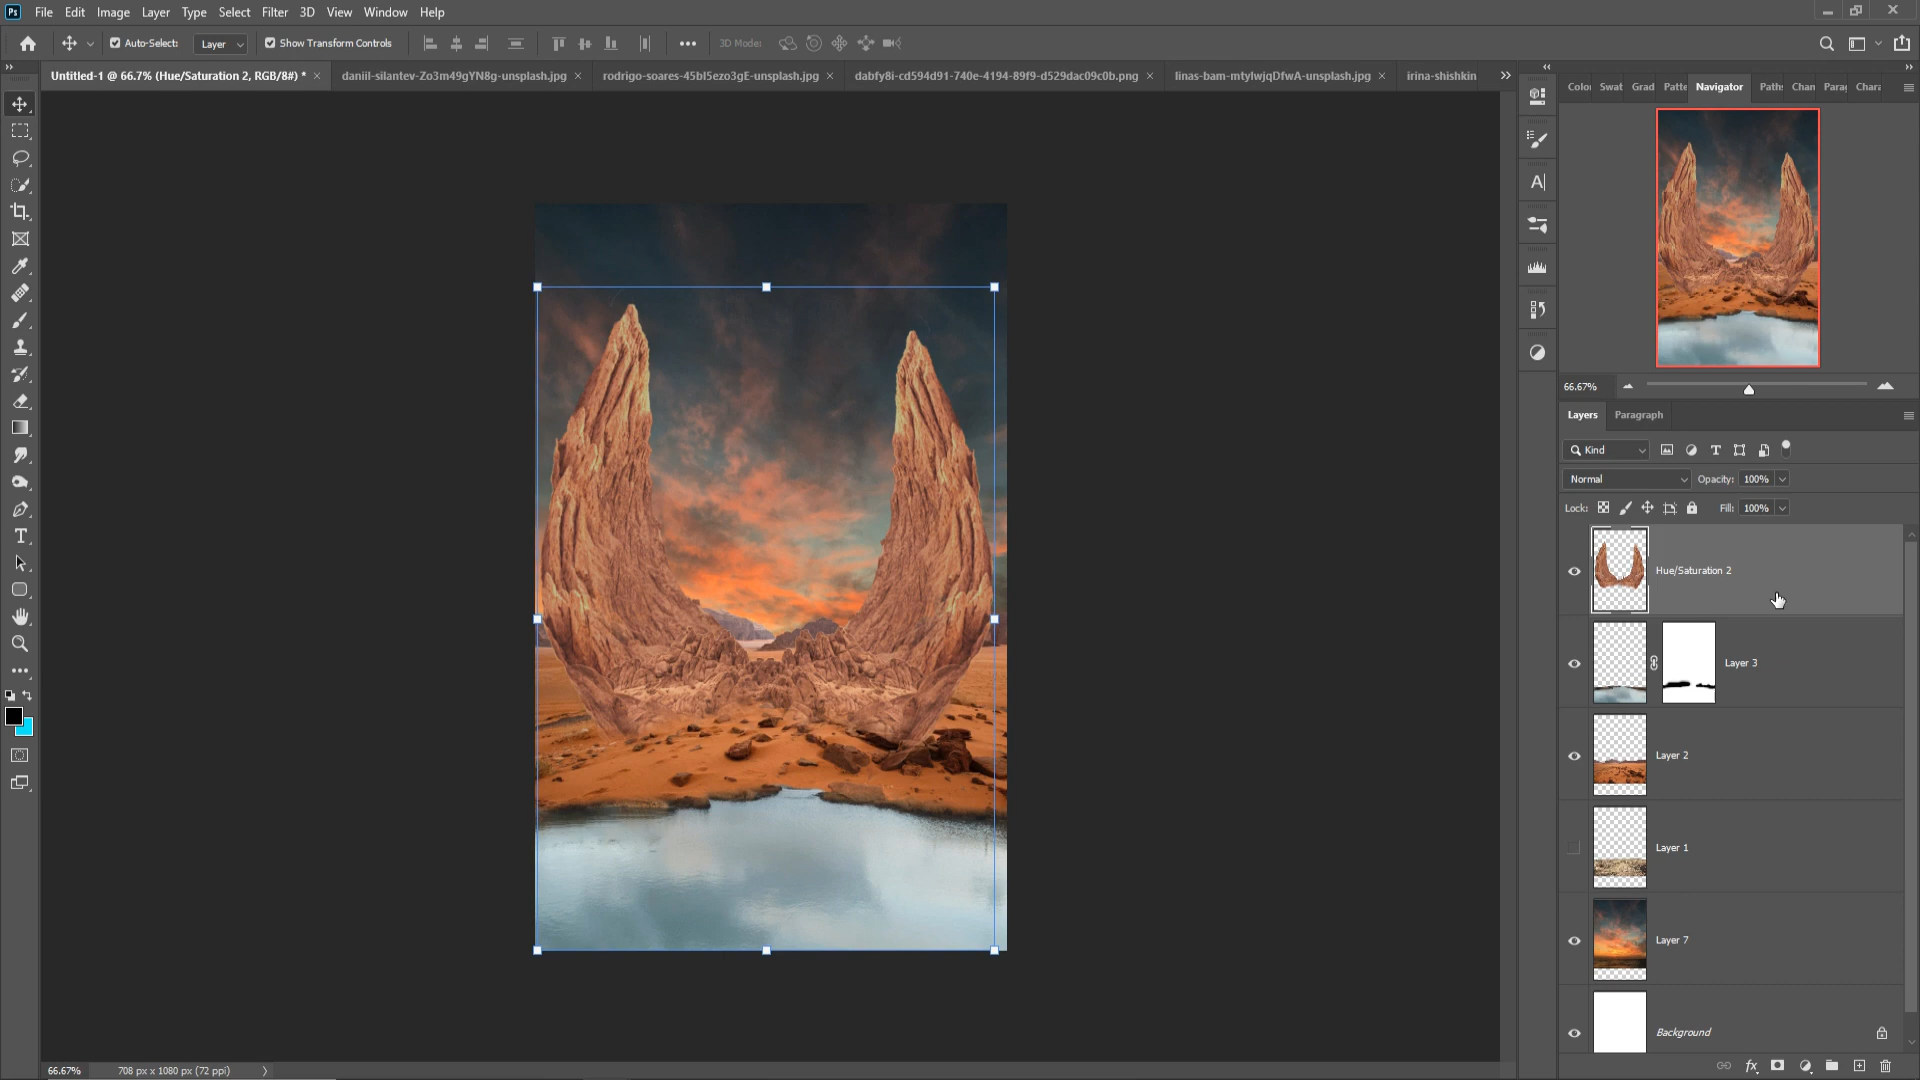 Ps File Edit Image Layer Type Select Filter 3D View Window Help
Auto-Select: Layer Show Transform Controls 3D Mode:
Untitled-1 @ 66.7% (Hue/Saturation 2, RGB/8#) * daniil-silantev-Zo3m49gYN8g-unsplash.jpg rodrigo-soares-45bI5ezo3gE-unsplash.jpg dabfy8i-cd594d91-740e-4194-89f9-d529dac09c0b.png linas-bam-mtylwjqDfwA-unsplash.jpg irina-shishkin
Colo Swat Grad Patte Navigator Paths Chan Para Chara
66.67%
Layers Paragraph
Kind
Normal Opacity: 100%
Lock: Fill: 100%
Hue/Saturation 2
Layer 3
Layer 2
Layer 1
Layer 7
Background
66.67% 708 px x 1080 px (72 ppi)